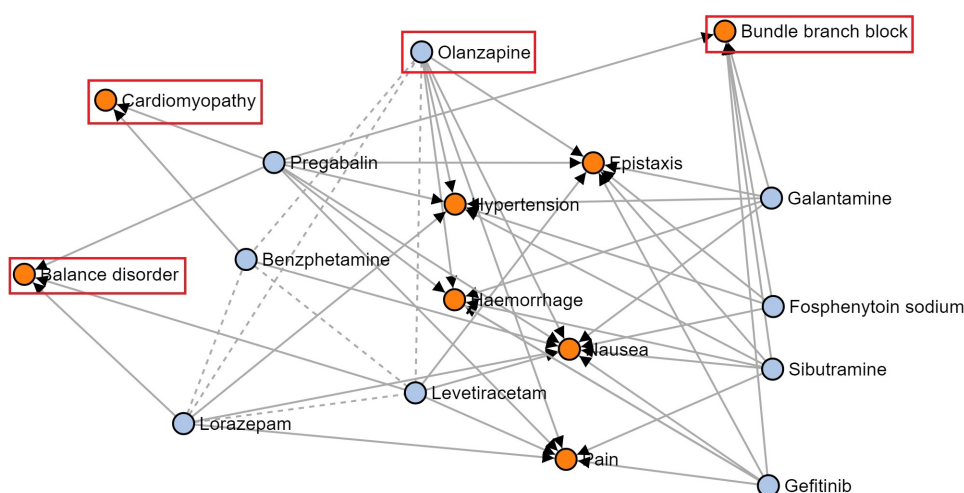 Bundle branch block
Olanzapine
Cardiomyopathy
Pregabalin
Epistaxis
Galantamine
Hypertension
Benzphetamine
Balance disorder
Haemorrhage
Fosphenytoin sodium
Nausea
Sibutramine
Levetiracetam
Lorazepam
Pain
Gefitinib